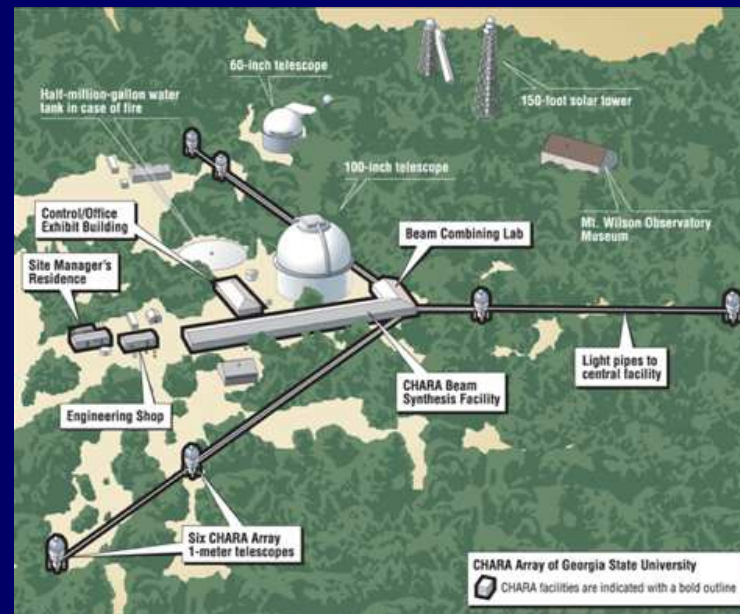 60-inch telescope
Half-million-gallon water
tank in case of fire
150-foot solar tower
100-inch telescope
Mt. Wilson Observatory
Museum
Control/Office
Exhibit Building
Beam Combining Lab
Site Manager's
Residence
Light pipes to
central facility
CHARA Beam
Synthesis Facility
Engineering Shop
Six CHARA Array
1-meter telescopes
CHARA Array of Georgia State University
CHARA facilities are indicated with a bold outline